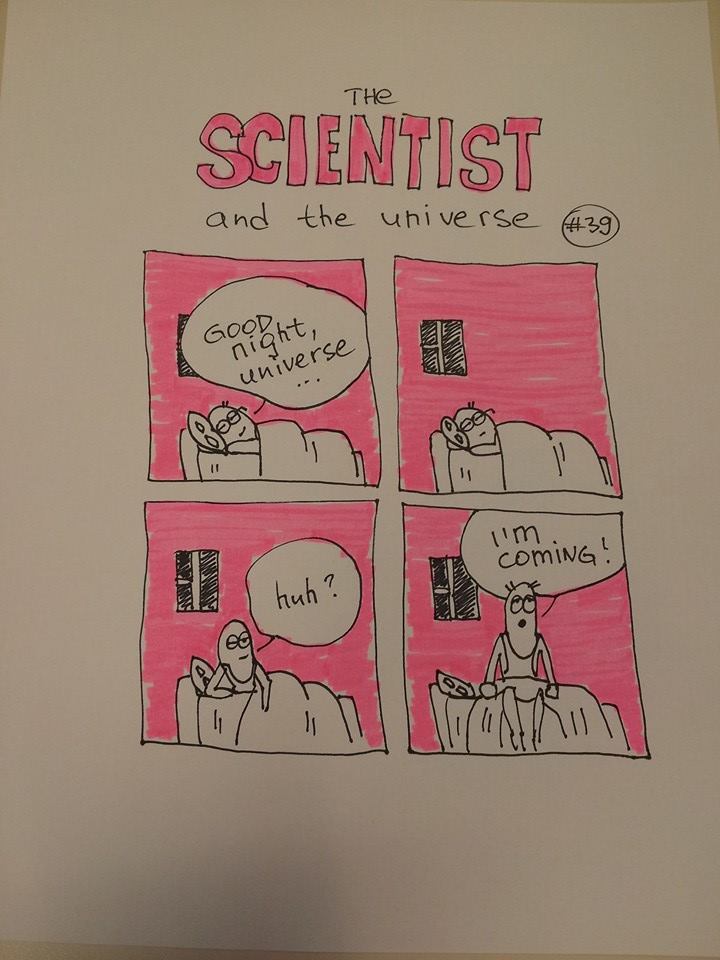 THe
SCIENTIST
and the universe #39
GOOD
night,
universe
...
huh?
I'M
COMING!